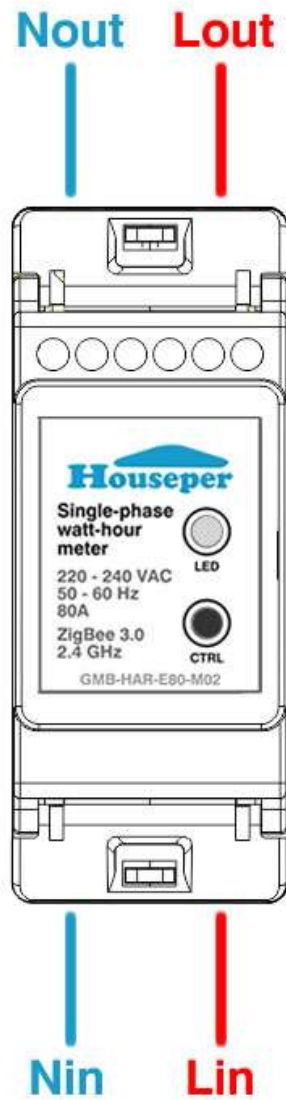 Nout Lout
Houseper
Single-phase
watt-hour
meter
LED
220 - 240 VAC
50 - 60 Hz
80A
ZigBee 3.0
2.4 GHz
CTRL
GMB-HAR-E80-M02
Nin Lin